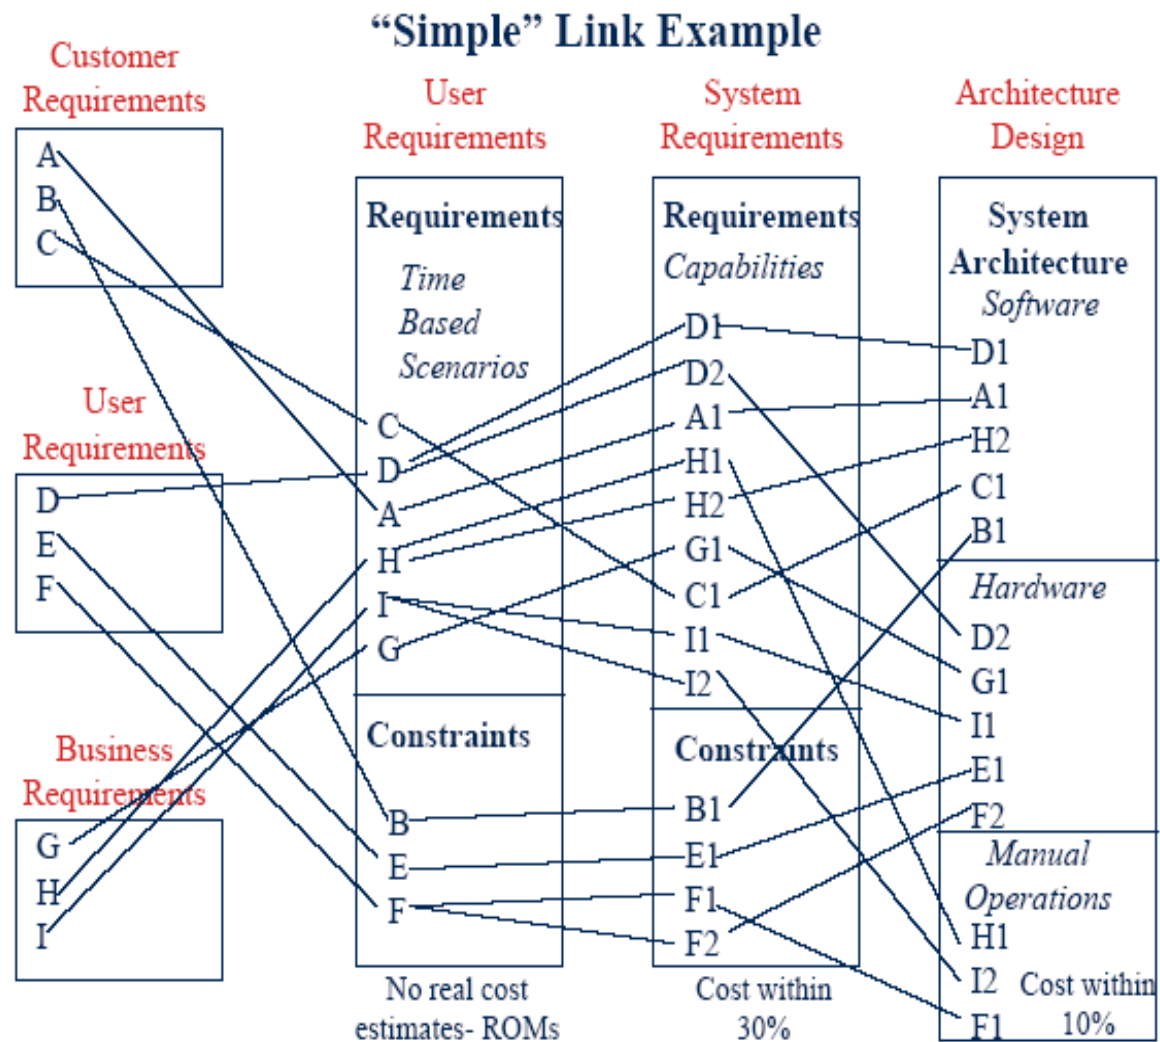 “Simple” Link Example
Customer
Requirements
A
B
C
User
Requirements
D
E
F
Business
Requirements
G
H
I
User
Requirements
Requirements
Time
Based
Scenarios
C
D
A
H
I
G
Constraints
B
E
F
No real cost
estimates- ROMs
System
Requirements
Requirements
Capabilities
D1
D2
A1
H1
H2
G1
C1
I1
I2
Constraints
B1
E1
F1
F2
Cost within
30%
Architecture
Design
System
Architecture
Software
D1
A1
H2
C1
B1
Hardware
D2
G1
I1
E1
F2
Manual
Operations
H1
I2
F1
Cost within
10%